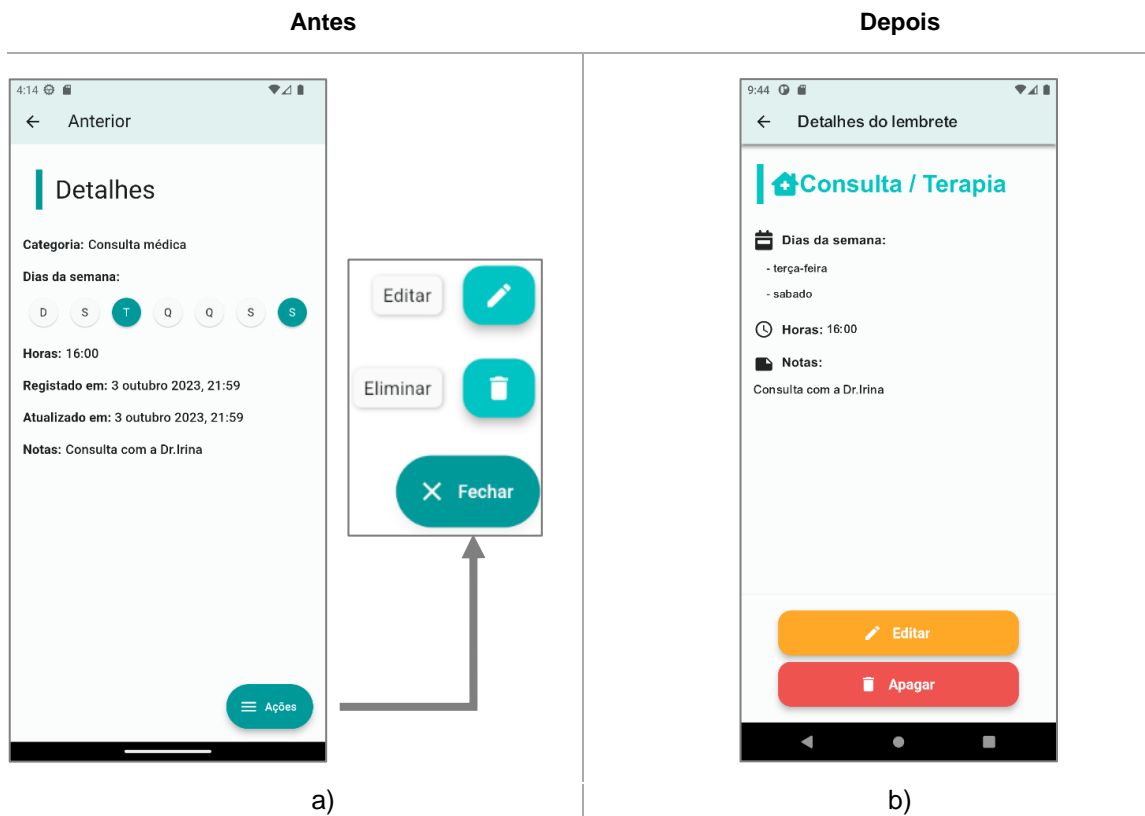 Antes
Depois
4:14
Anterior
Detalhes
Categoria: Consulta médica
Dias da semana:
D S T Q Q S S
Horas: 16:00
Registado em: 3 outubro 2023, 21:59
Atualizado em: 3 outubro 2023, 21:59
Notas: Consulta com a Dr.Irina
Ações
Editar
Eliminar
Fechar
a)
9:44
Detalhes do lembrete
Consulta / Terapia
Dias da semana:
- terça-feira
- sabado
Horas: 16:00
Notas:
Consulta com a Dr.Irina
Editar
Apagar
b)